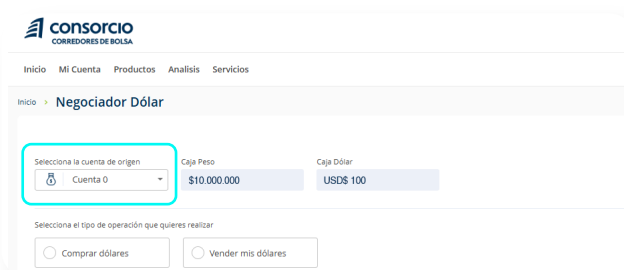 CONSORCIO
CORREDORES DE BOLSA
Inicio Mi Cuenta Productos Analisis Servicios
Inicio > Negociador Dólar
Selecciona la cuenta de origen Caja Peso Caja Dólar
Cuenta 0 $10.000.000 USD$ 100
Selecciona el tipo de operación que quieres realizar
Comprar dólares Vender mis dólares